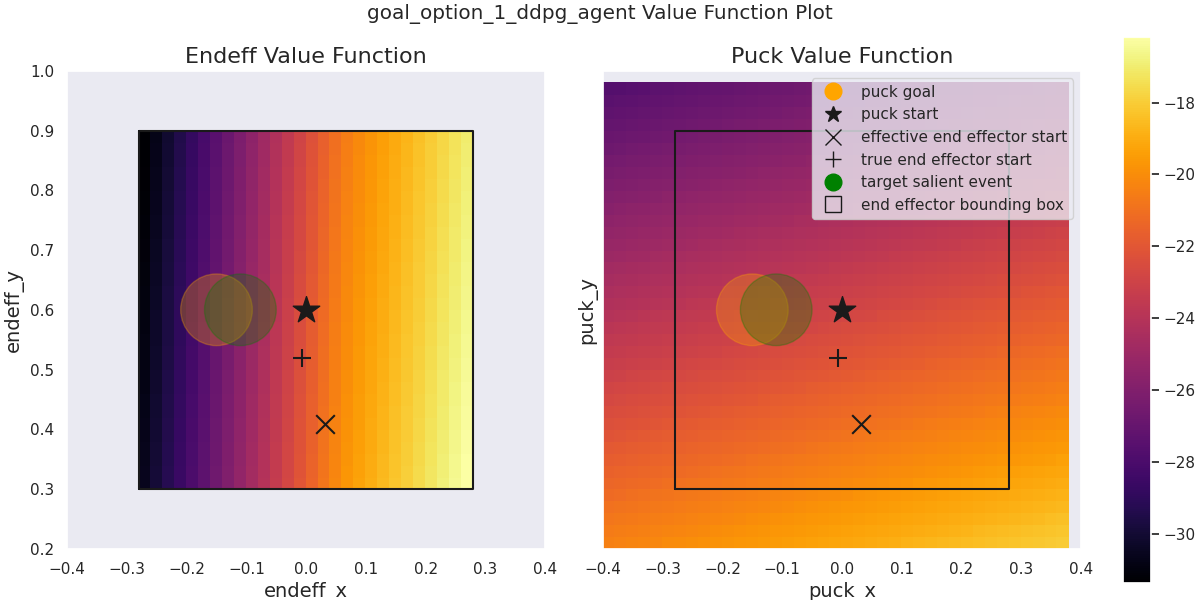 goal_option_1_ddpg_agent Value Function Plot
Endeff Value Function
Puck Value Function
1.0
0.9
0.8
0.7
0.6
0.5
0.4
0.3
0.2
endeff_y
−0.4 −0.3 −0.2 −0.1 0.0 0.1 0.2 0.3 0.4
endeff_x
puck_y
puck goal
puck start
effective end effector start
true end effector start
target salient event
end effector bounding box
−0.4 −0.3 −0.2 −0.1 0.0 0.1 0.2 0.3 0.4
puck_x
−18
−20
−22
−24
−26
−28
−30